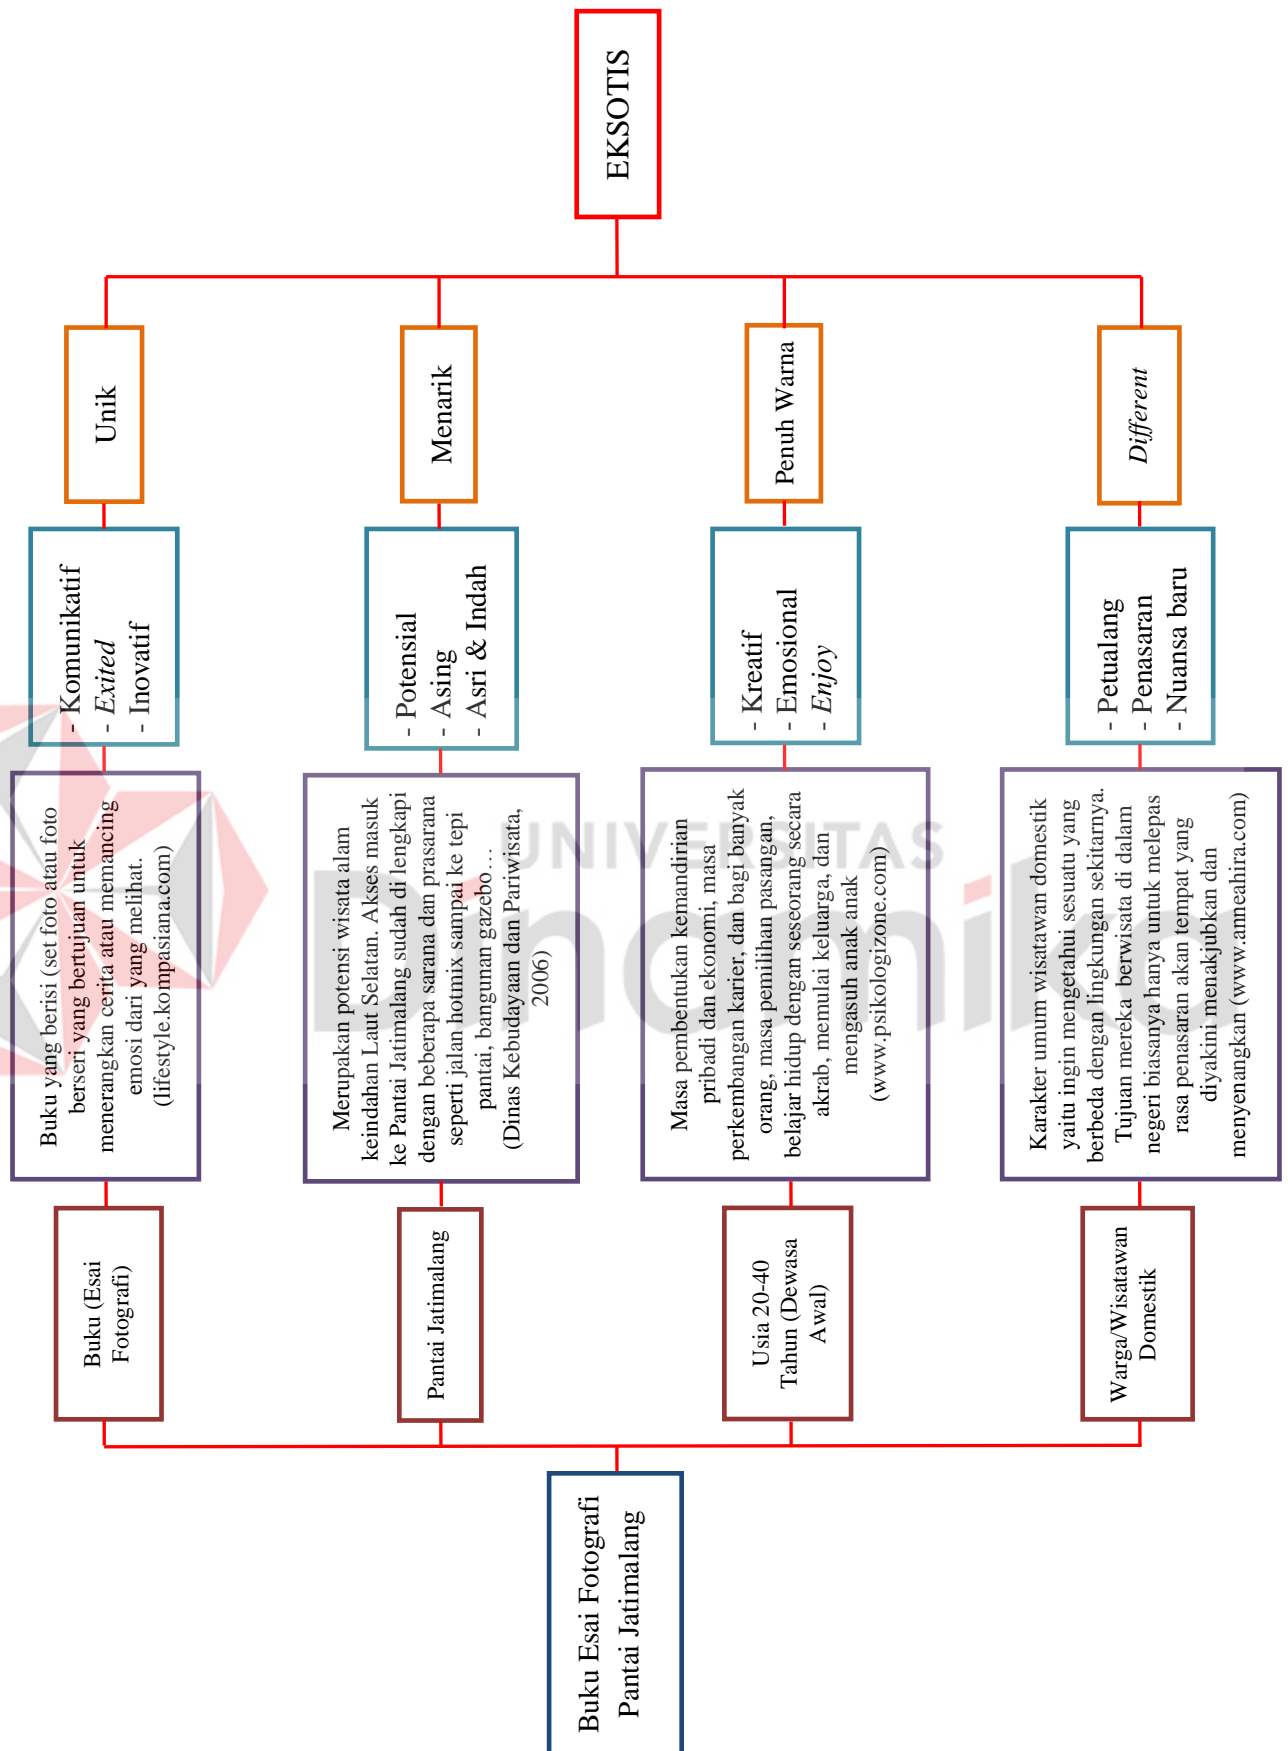 Buku Esai Fotografi
Pantai Jatimalang
Buku (Esai
Fotografi)
Buku yang berisi (set foto atau foto
berseri yang bertujuan untuk
menerangkan cerita atau memancing
emosi dari yang melihat.
(lifestyle.kompasiana.com)
- Komunikatif
- Exited
- Inovatif
Unik
Pantai Jatimalang
Merupakan potensi wisata alam
keindahan Laut Selatan. Akses masuk
ke Pantai Jatimalang sudah di lengkapi
dengan beberapa sarana dan prasarana
seperti jalan hotmix sampai ke tepi
pantai, bangunan gazebo…
(Dinas Kebudayaan dan Pariwisata,
2006)
- Potensial
- Asing
- Asri & Indah
Menarik
Usia 20-40
Tahun (Dewasa
Awal)
Masa pembentukan kemandirian
pribadi dan ekonomi, masa
perkembangan karier, dan bagi banyak
orang, masa pemilihan pasangan,
belajar hidup dengan seseorang secara
akrab, memulai keluarga, dan
mengasuh anak anak
(www.psikologizone.com)
- Kreatif
- Emosional
- Enjoy
Penuh Warna
Warga/Wisatawan
Domestik
Karakter umum wisatawan domestik
yaitu ingin mengetahui sesuatu yang
berbeda dengan lingkungan sekitarnya.
Tujuan mereka berwisata di dalam
negeri biasanya hanya untuk melepas
rasa penasaran akan tempat yang
diyakini menakjubkan dan
menyenangkan (www.anneahira.com)
- Petualang
- Penasaran
- Nuansa baru
Different
EKSOTIS
UNIVERSITAS
Dinamika